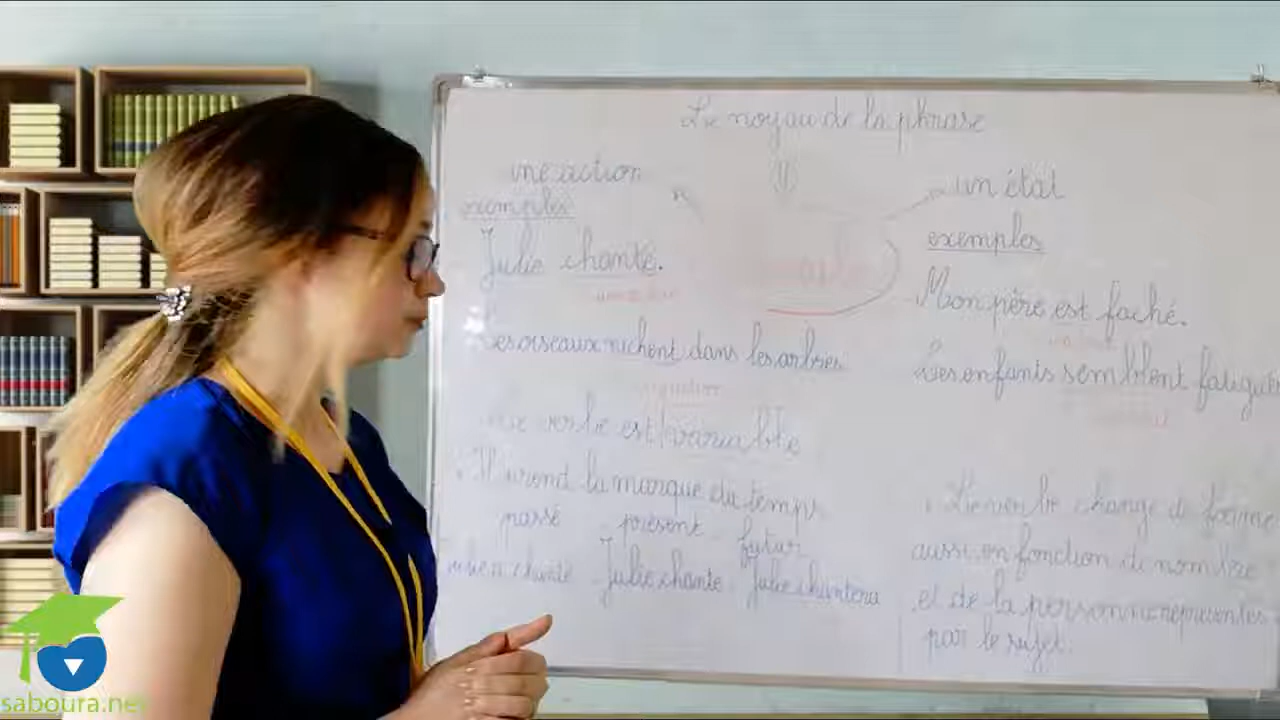 Le noyau de la phrase
une action
exemples
Julie chante.
Les oiseaux nichent dans les arbres
Le verbe est variable
Il prend la marque du temps
passé présent futur
chanté Julie chante Julie chantera
un état
exemples
Mon père est faché.
Les enfants semblent
Le verbe change de forme
aussi en fonction du nombre
et de la personne représentée
par le sujet.
saboura.net